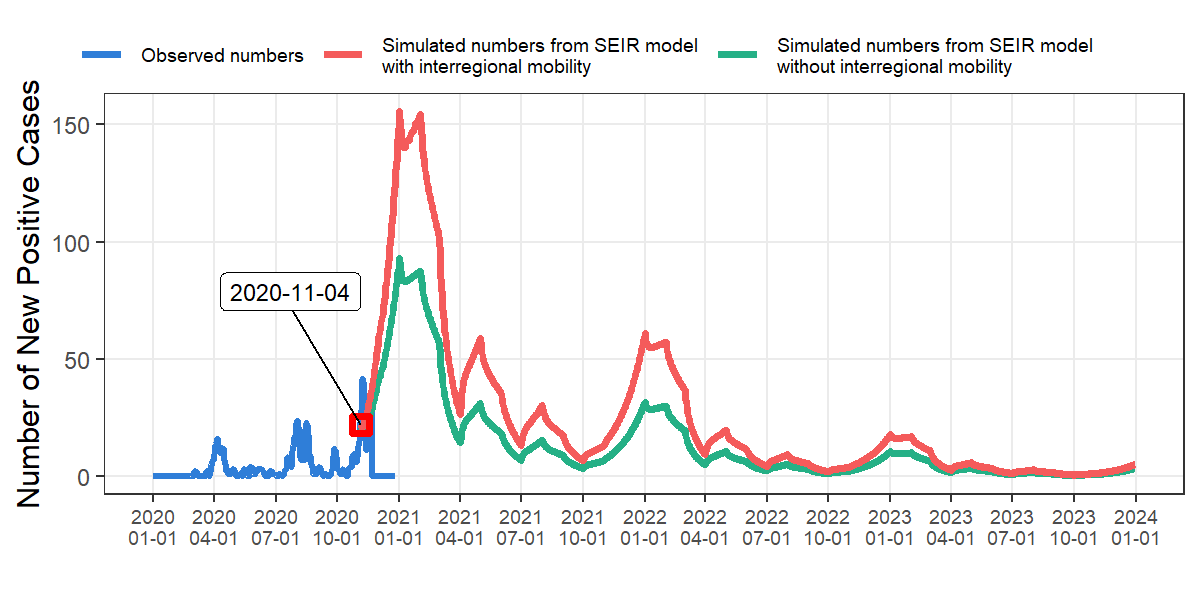 Observed numbers
Simulated numbers from SEIR model
with interregional mobility
Simulated numbers from SEIR model
without interregional mobility
Number of New Positive Cases
150
100
50
0
2020-11-04
2020 2020 2020 2020 2021 2021 2021 2021 2022 2022 2022 2022 2023 2023 2023 2023 2024
01-01 04-01 07-01 10-01 01-01 04-01 07-01 10-01 01-01 04-01 07-01 10-01 01-01 04-01 07-01 10-01 01-01